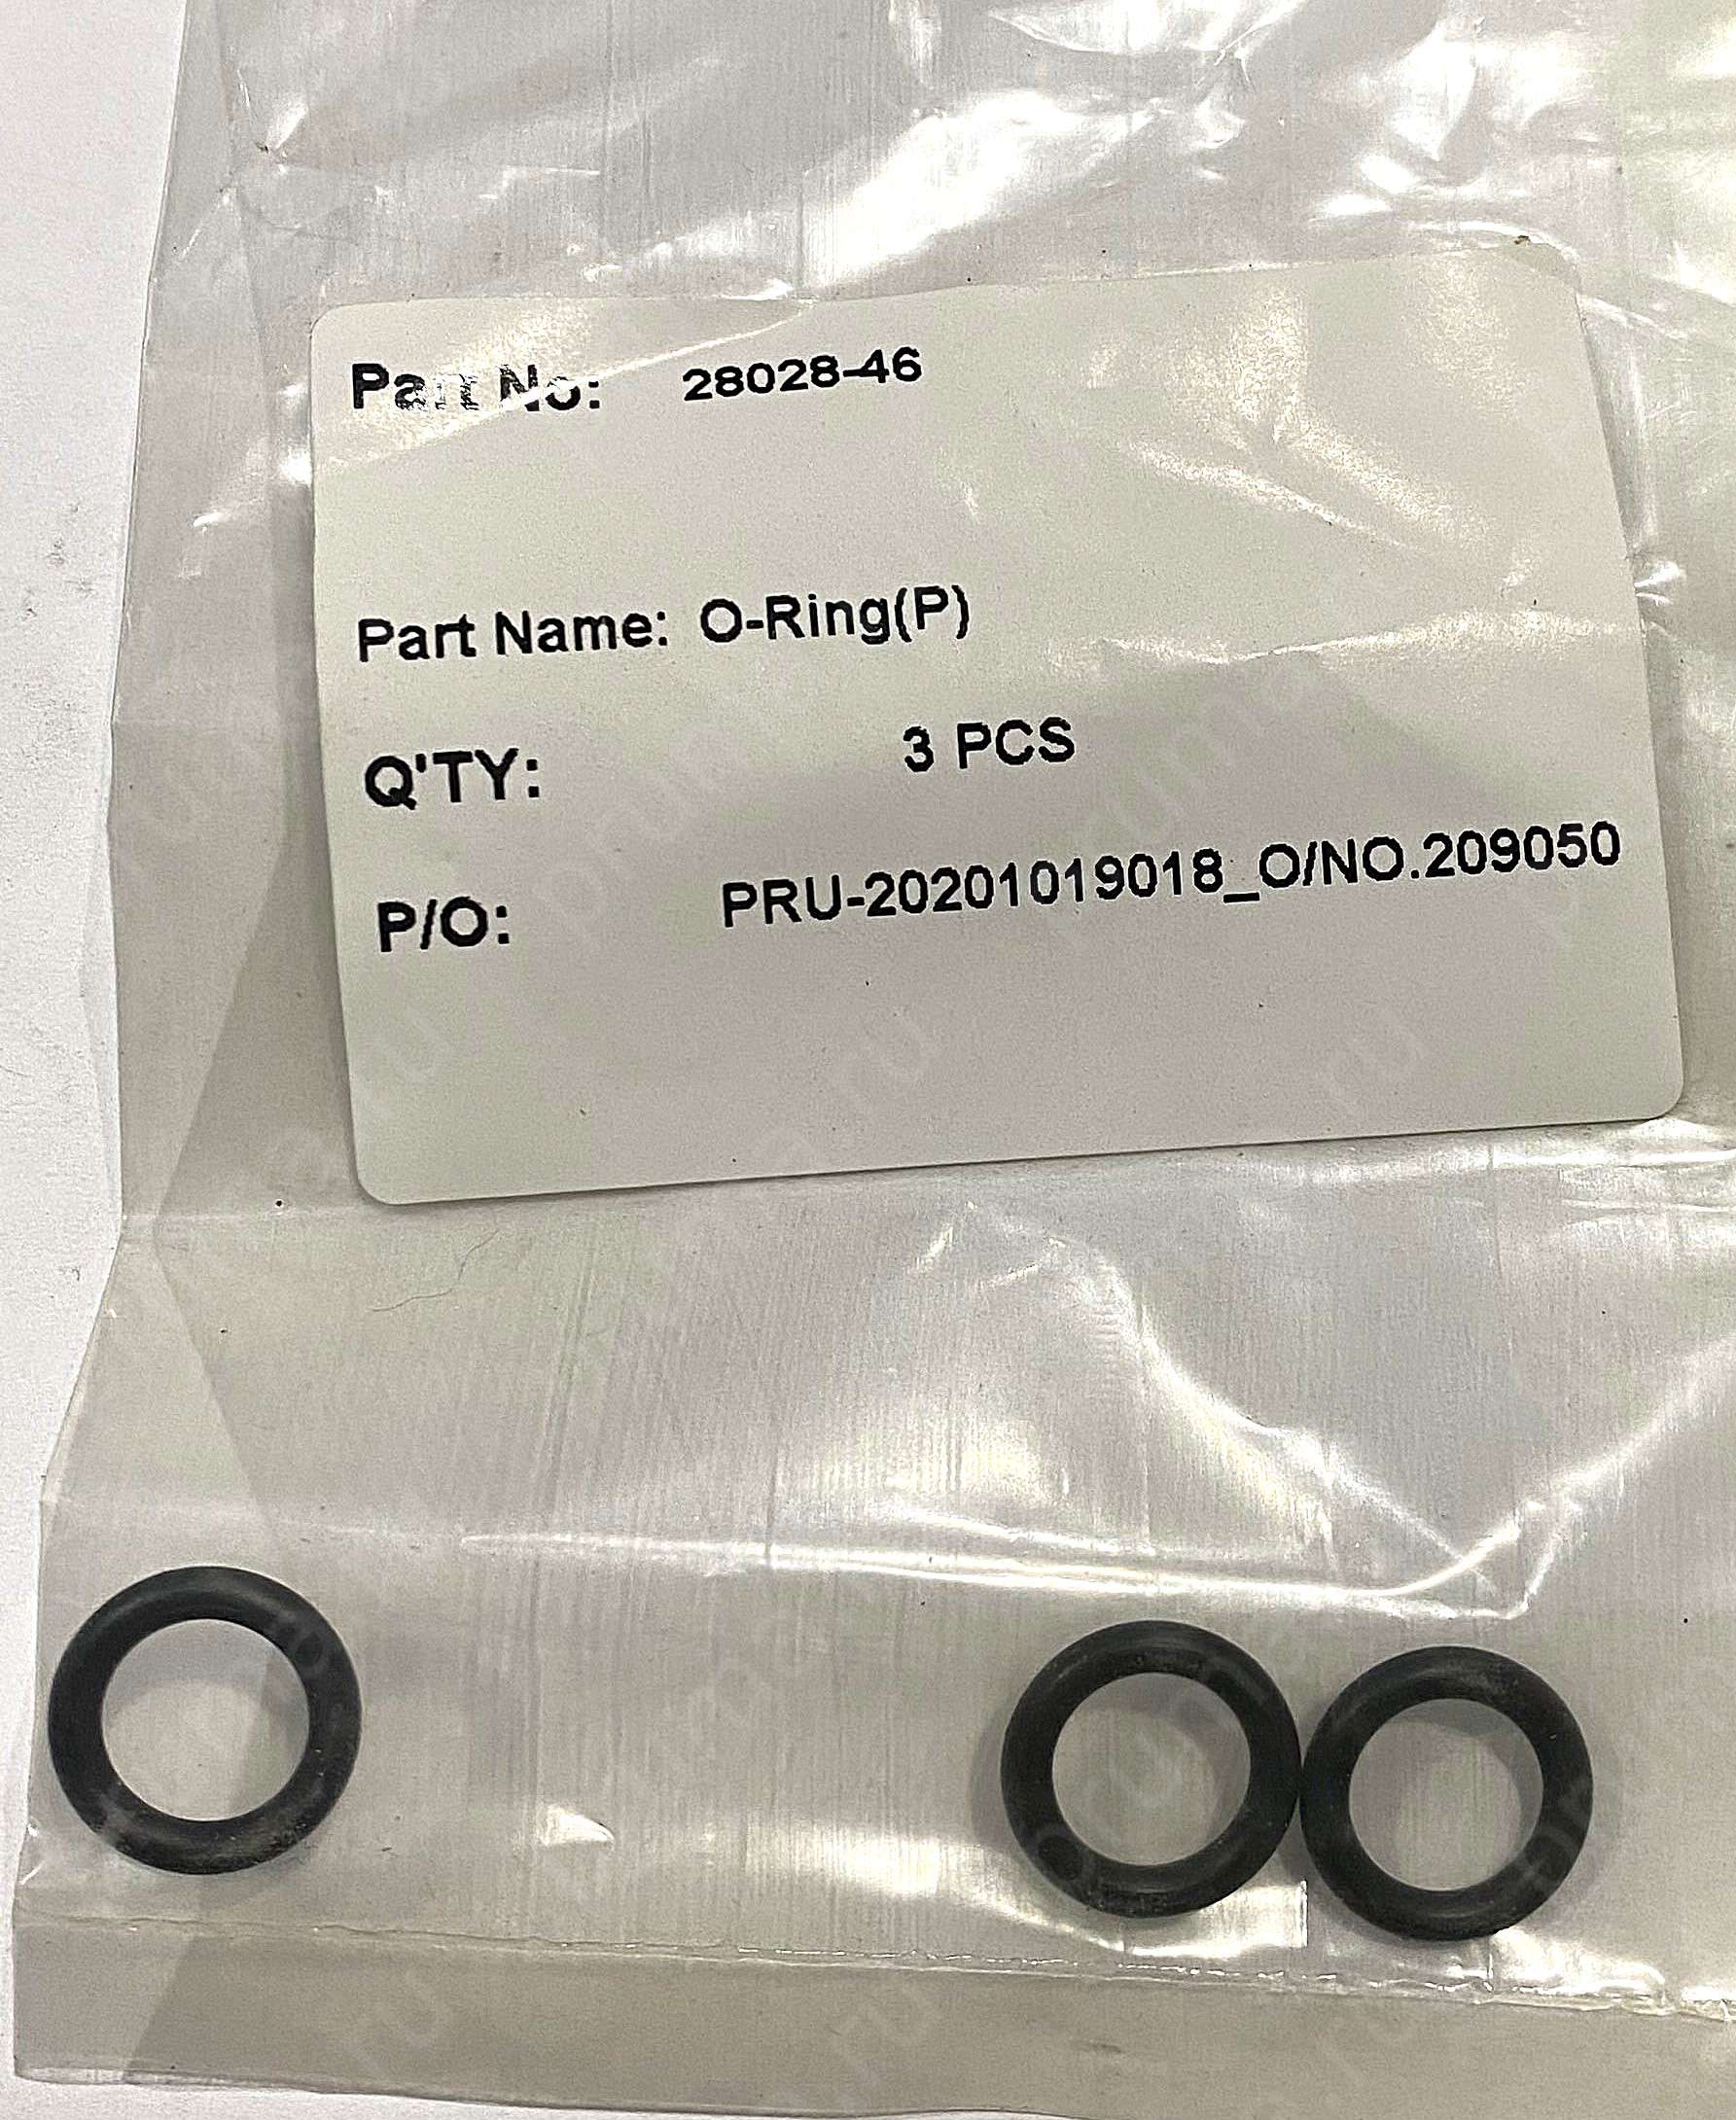 Part No: 28028-46
Part Name: O-Ring(P)
Q'TY: 3 PCS
P/O: PRU-20201019018_O/NO.209050